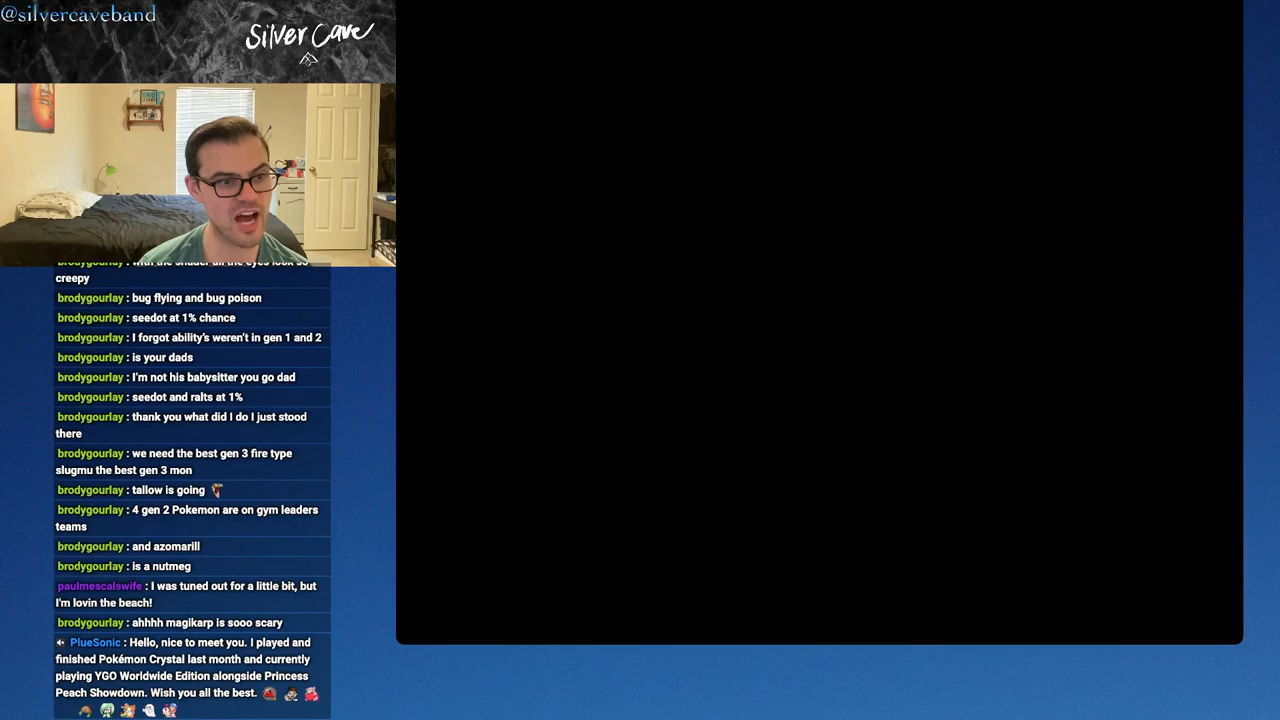 @silvercaveband
Silver Cave
creepy
brodygourlay : bug flying and bug poison
brodygourlay : seedot at 1% chance
brodygourlay : I forgot ability's weren't in gen 1 and 2
brodygourlay : is your dads
brodygourlay : I'm not his babysitter you go dad
brodygourlay : seedot and ralts at 1%
brodygourlay : thank you what did I do I just stood
there
brodygourlay : we need the best gen 3 fire type
slugmu the best gen 3 mon
brodygourlay : tallow is going
brodygourlay : 4 gen 2 Pokemon are on gym leaders
teams
brodygourlay : and azomarill
brodygourlay : is a nutmeg
paulmescalswife : I was tuned out for a little bit, but
I'm lovin the beach!
brodygourlay : ahhhh magikarp is sooo scary
PlueSonic : Hello, nice to meet you. I played and
finished Pokémon Crystal last month and currently
playing YGO Worldwide Edition alongside Princess
Peach Showdown. Wish you all the best.